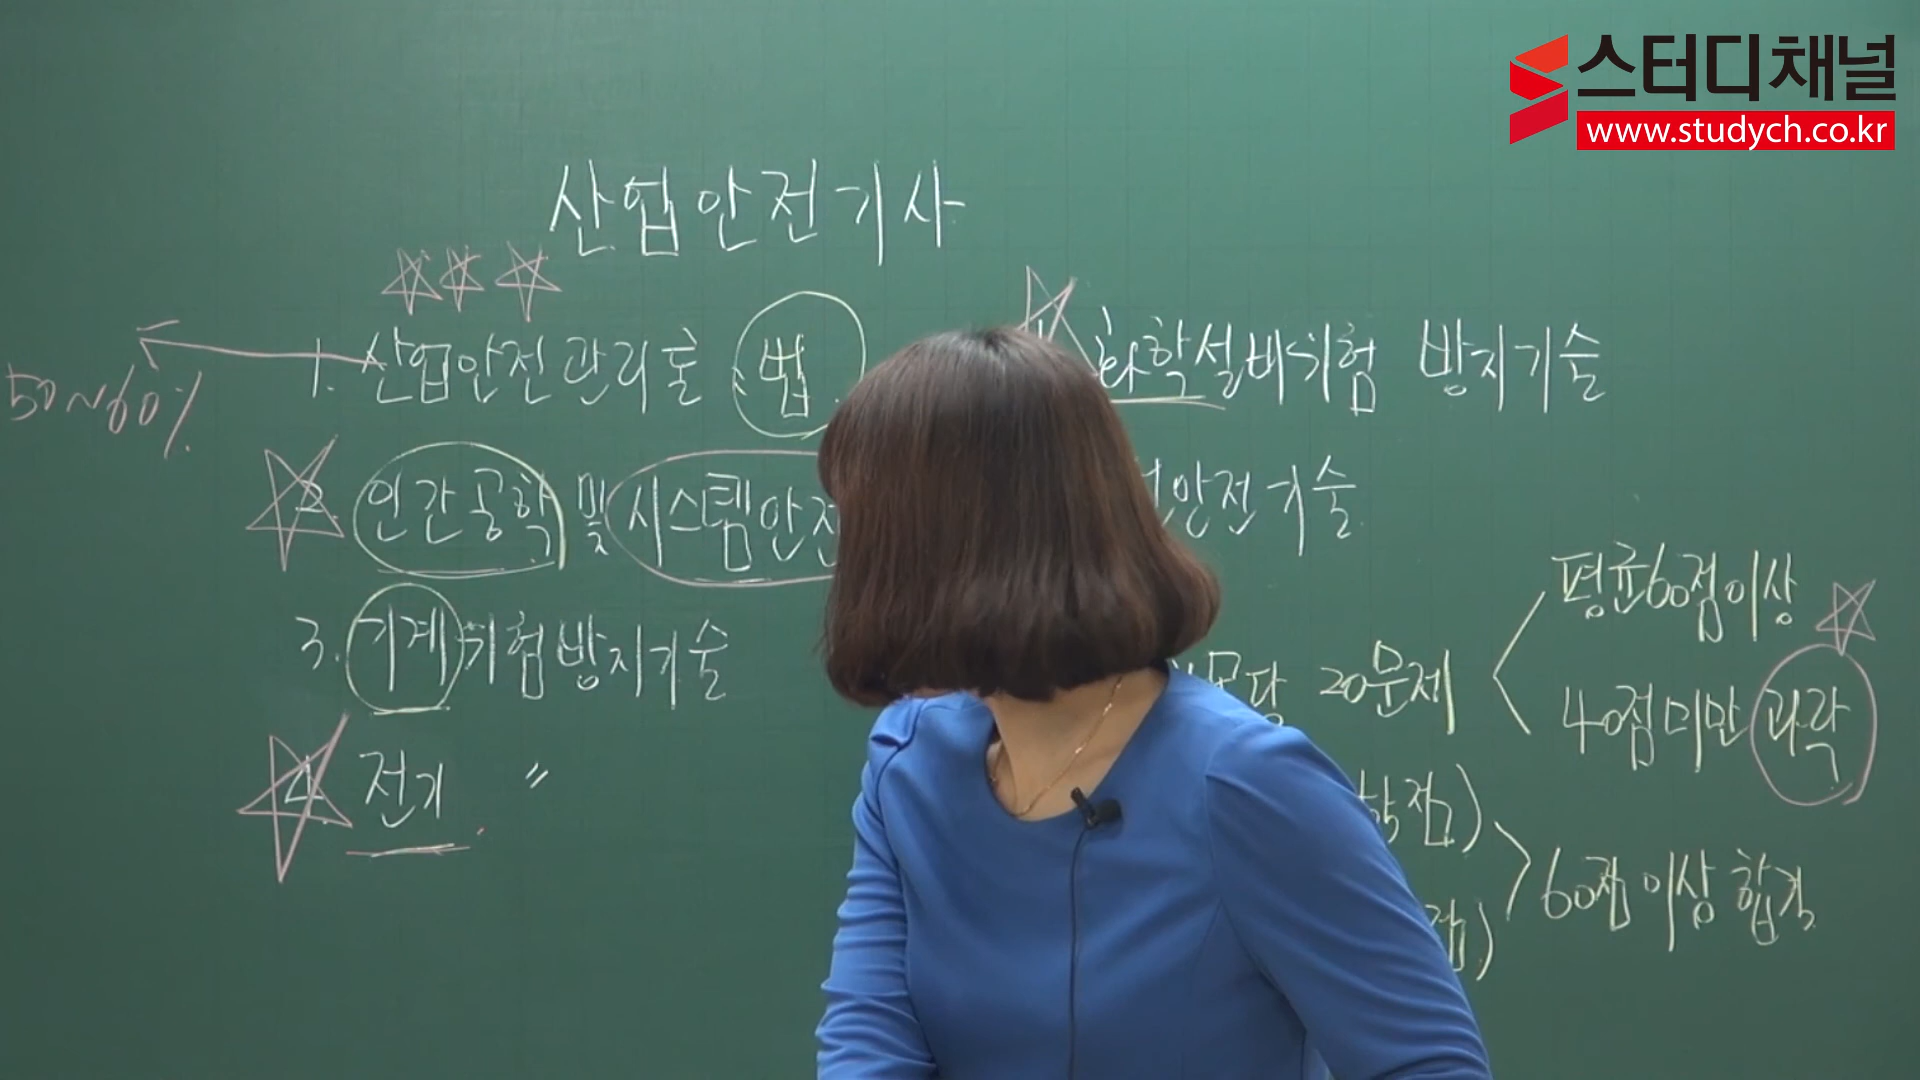 스터디채널
www.studych.co.kr
산업안전기사
1. 산업안전관리론 법
50~60%
2. 인간공학 및 시스템안전
3. 기계위험방지기술
4. 전기 〃
화학설비위험 방지기술
안전기술
20문제
평균60점이상
40점미만 과락
60점이상 합격